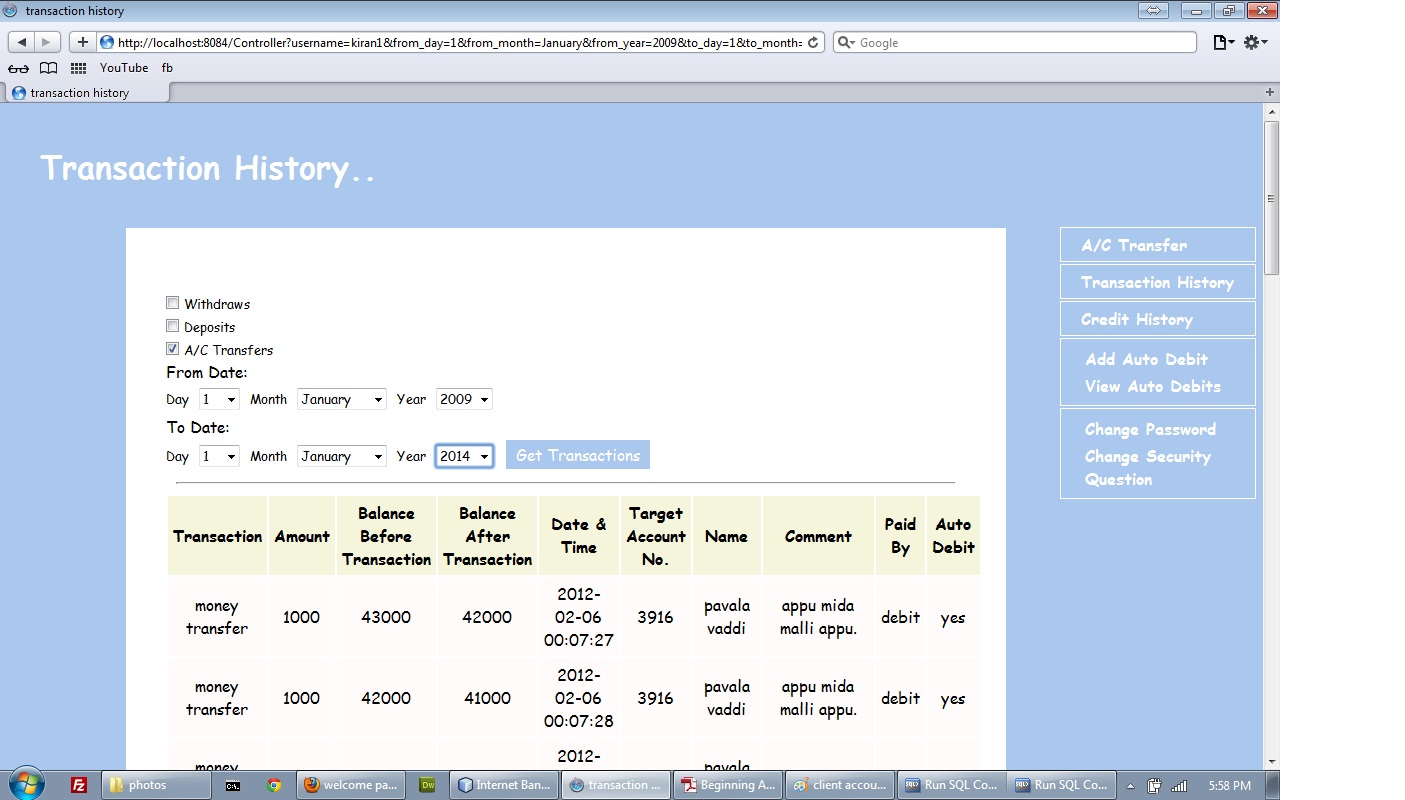 transaction history
http://localhost:8084/Controller?username=kiran1&from_day=1&from_month=January&from_year=2009&to_day=1&to_month=
Google
YouTube fb
transaction history
Transaction History..
A/C Transfer
Transaction History
Credit History
Add Auto Debit
View Auto Debits
Change Password
Change Security
Question
Withdraws
Deposits
A/C Transfers
From Date:
Day 1 Month January Year 2009
To Date:
Day 1 Month January Year 2014 Get Transactions
Transaction Amount Balance Before Transaction Balance After Transaction Date & Time Target Account No. Name Comment Paid By Auto Debit
money transfer 1000 43000 42000 2012-02-06 00:07:27 3916 pavala vaddi appu mida malli appu. debit yes
money transfer 1000 42000 41000 2012-02-06 00:07:28 3916 pavala vaddi appu mida malli appu. debit yes
money 2012- pavala
photos welcome pa... Internet Ban... transaction ... Beginning A... client accou... Run SQL Co... Run SQL Co... 5:58 PM